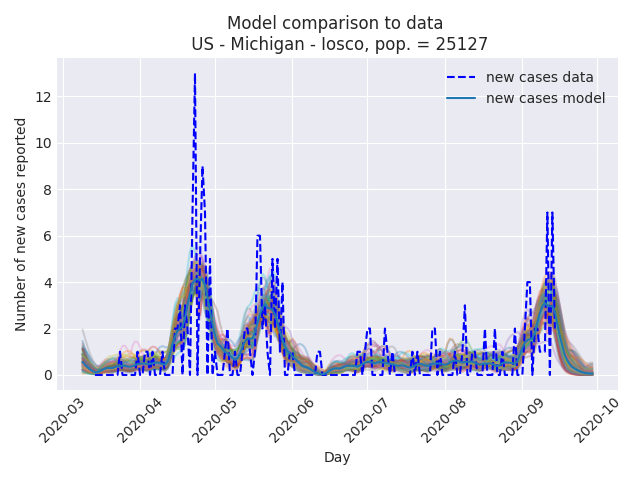 Model comparison to data
US - Michigan - Iosco, pop. = 25127
new cases data
new cases model
Number of new cases reported
12
10
8
6
4
2
0
2020-03
2020-04
2020-05
2020-06
2020-07
2020-08
2020-09
2020-10
Day